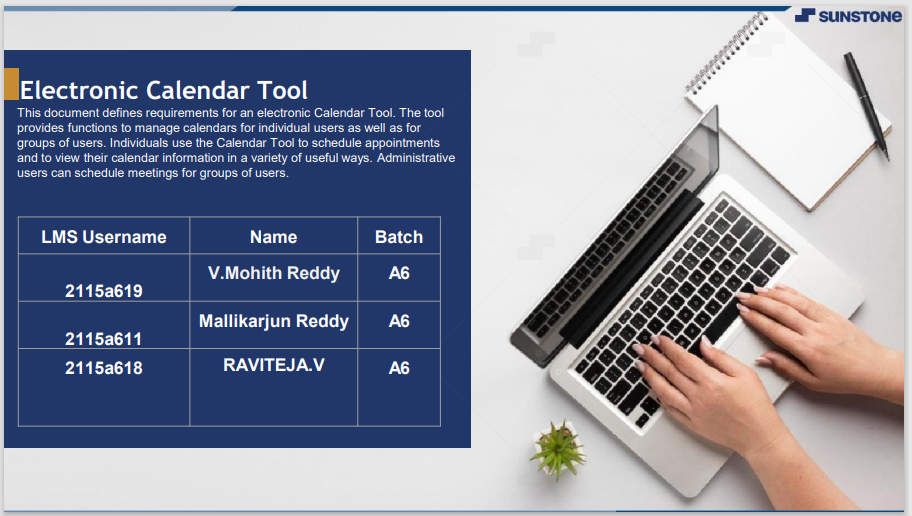 SUNSTONE
Electronic Calendar Tool
This document defines requirements for an electronic Calendar Tool. The tool
provides functions to manage calendars for individual users as well as for
groups of users. Individuals use the Calendar Tool to schedule appointments
and to view their calendar information in a variety of useful ways. Administrative
users can schedule meetings for groups of users.
LMS Username Name Batch
2115a619 V.Mohith Reddy A6
2115a611 Mallikarjun Reddy A6
2115a618 RAVITEJA.V A6